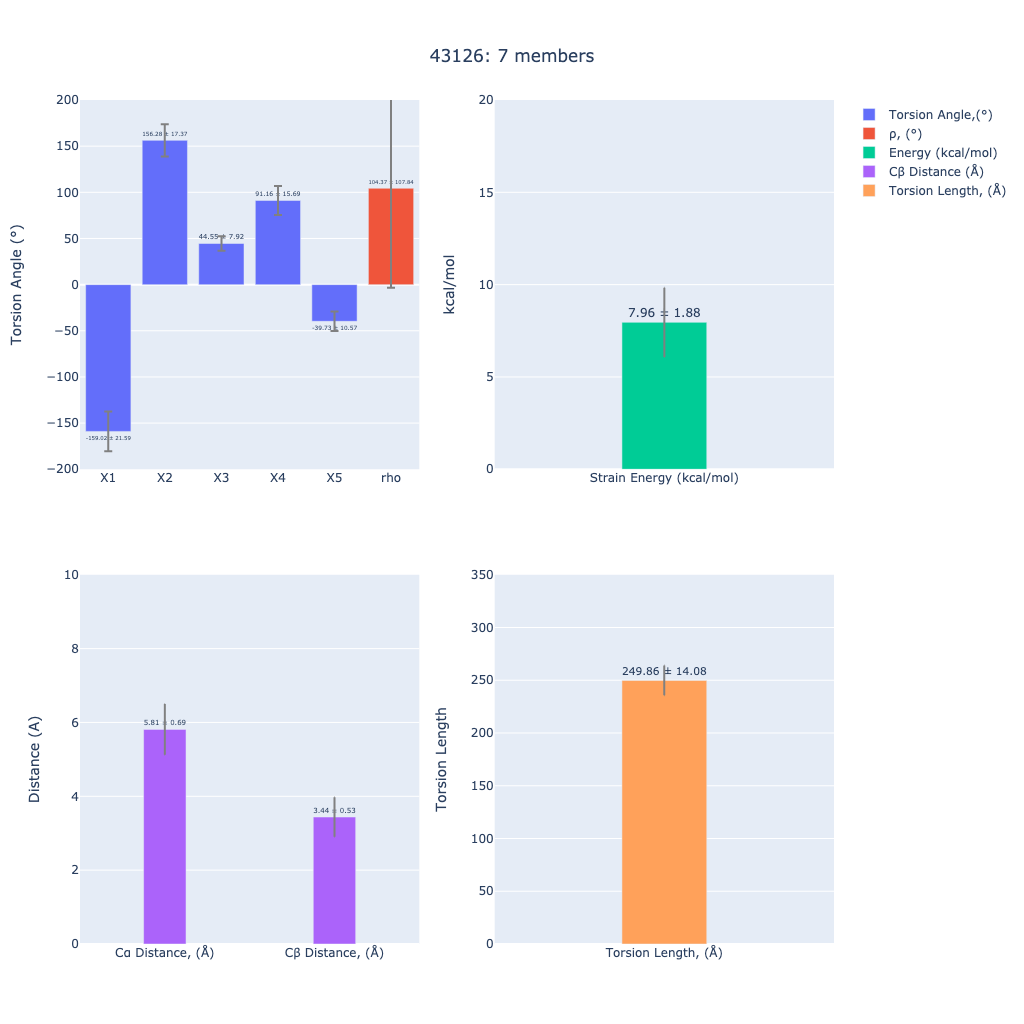 43126: 7 members
Torsion Angle (°)
200
150
100
50
0
−50
−100
−150
−200
-159.02 ± 21.59
156.28 ± 17.37
44.55 ± 7.92
91.16 ± 15.69
-39.73 ± 10.57
104.37 ± 107.84
X1 X2 X3 X4 X5 rho
kcal/mol
20
15
10
5
0
7.96 ± 1.88
Strain Energy (kcal/mol)
Torsion Angle,(°)
ρ, (°)
Energy (kcal/mol)
Cβ Distance (Å)
Torsion Length, (Å)
Distance (A)
10
8
6
4
2
0
5.81 ± 0.69
3.44 ± 0.53
Cα Distance, (Å) Cβ Distance, (Å)
Torsion Length
350
300
250
200
150
100
50
0
249.86 ± 14.08
Torsion Length, (Å)